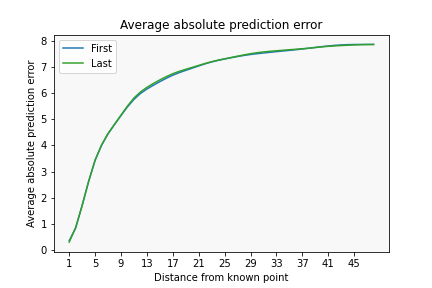 Average absolute prediction error
First
Last
Average absolute prediction error
8
7
6
5
4
3
2
1
0
1 5 9 13 17 21 25 29 33 37 41 45
Distance from known point